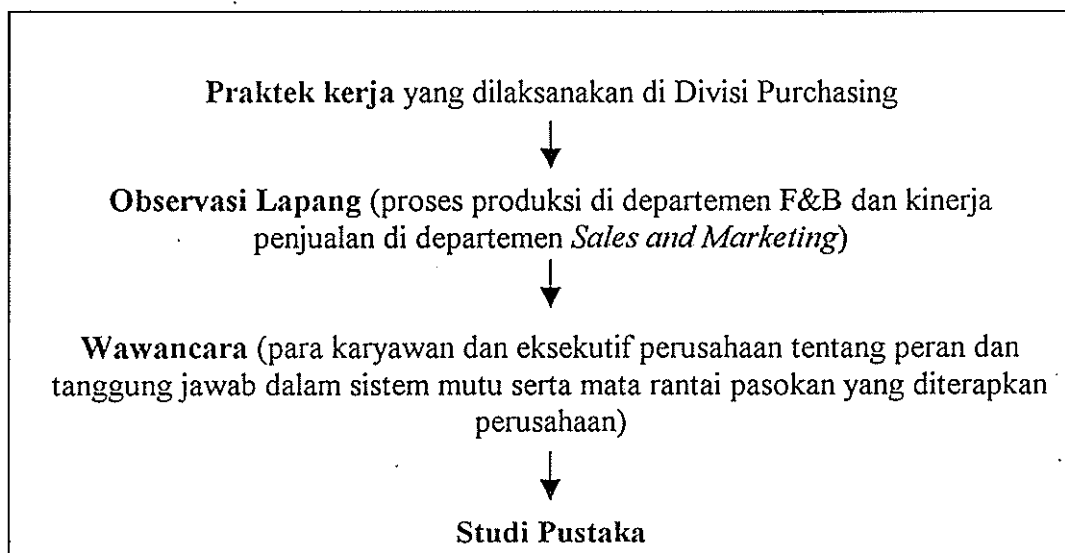 Praktek kerja yang dilaksanakan di Divisi Purchasing
Observasi Lapang (proses produksi di departemen F&B dan kinerja
penjualan di departemen Sales and Marketing)
Wawancara (para karyawan dan eksekutif perusahaan tentang peran dan
tanggung jawab dalam sistem mutu serta mata rantai pasokan yang diterapkan
perusahaan)
Studi Pustaka